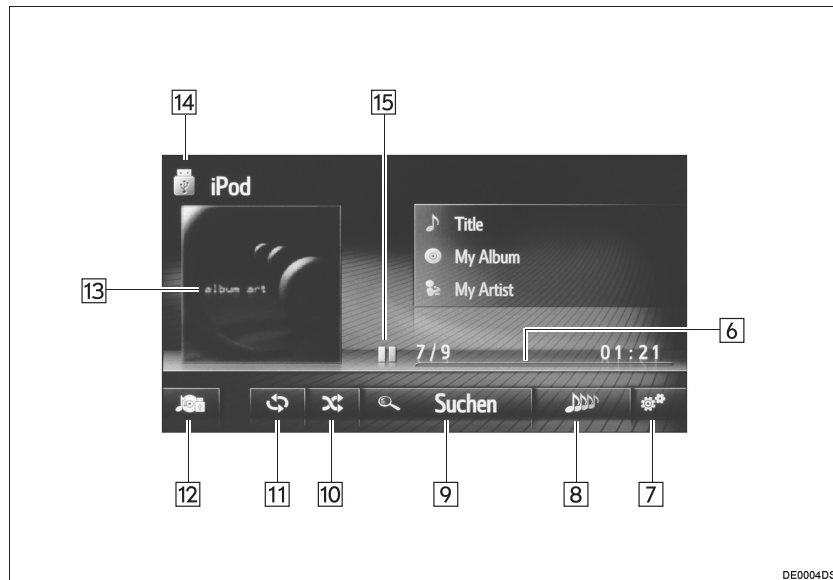 14
15
iPod
Title
My Album
My Artist
album art
13
6
7/9
01:21
Suchen
12
11
10
9
8
7
DE0004DS